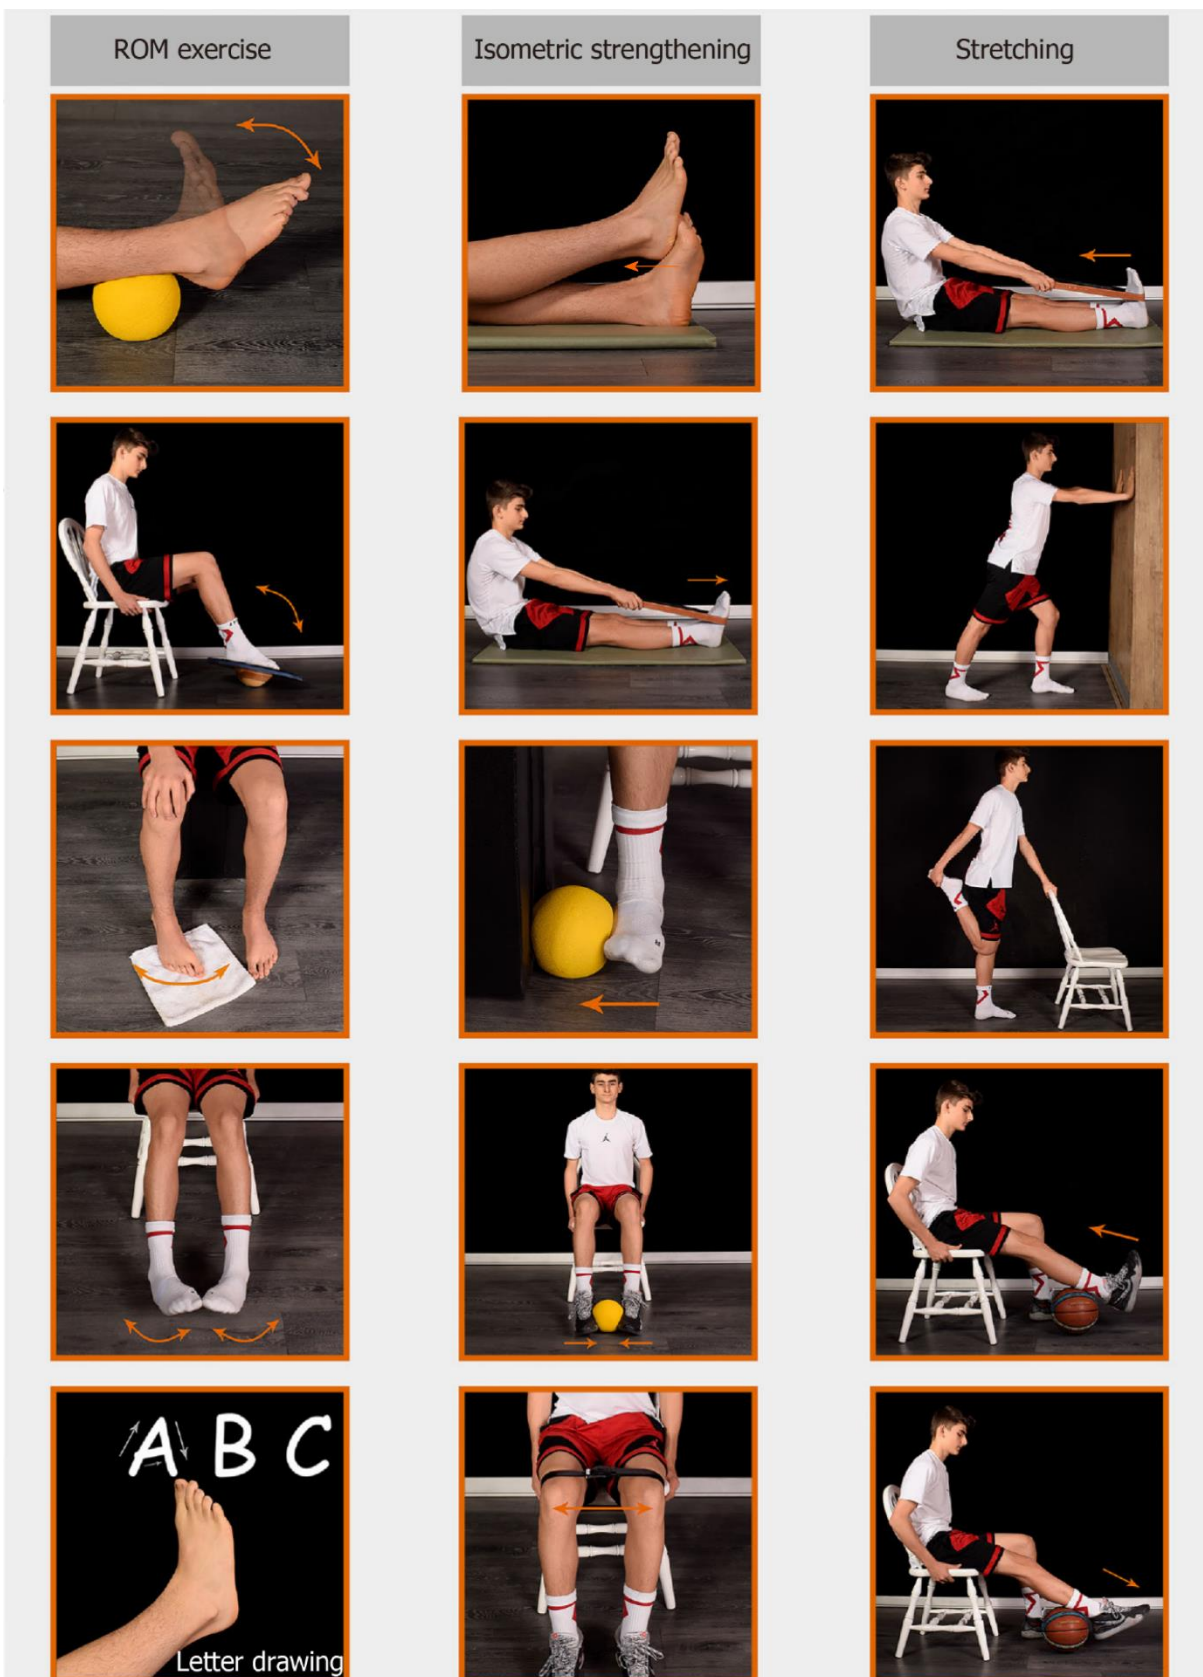 ROM exercise
Isometric strengthening
Stretching
A B C
Letter drawing